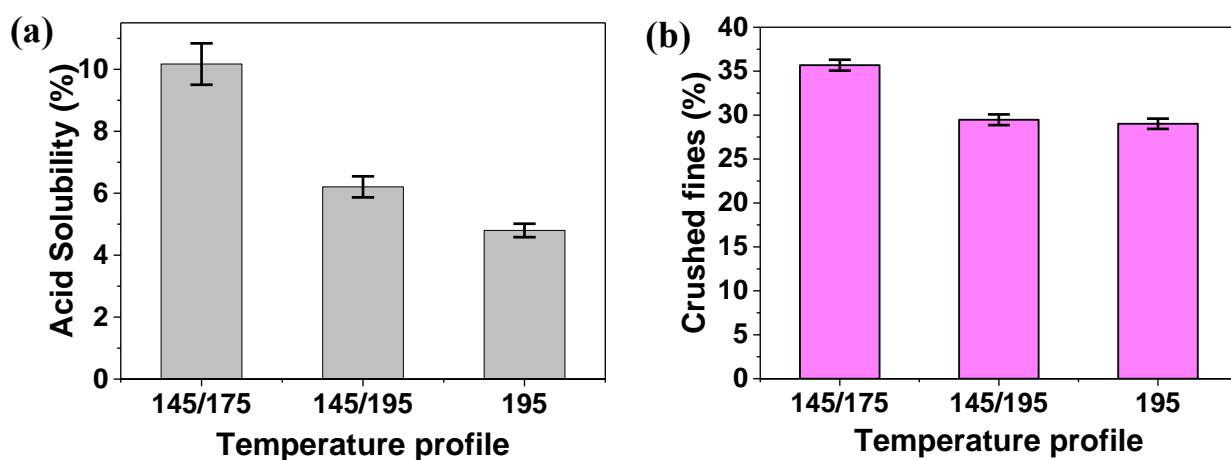 (a)
Acid Solubility (%)
10
8
6
4
2
0
145/175 145/195 195
Temperature profile
(b)
Crushed fines (%)
40
35
30
25
20
15
10
5
0
145/175 145/195 195
Temperature profile